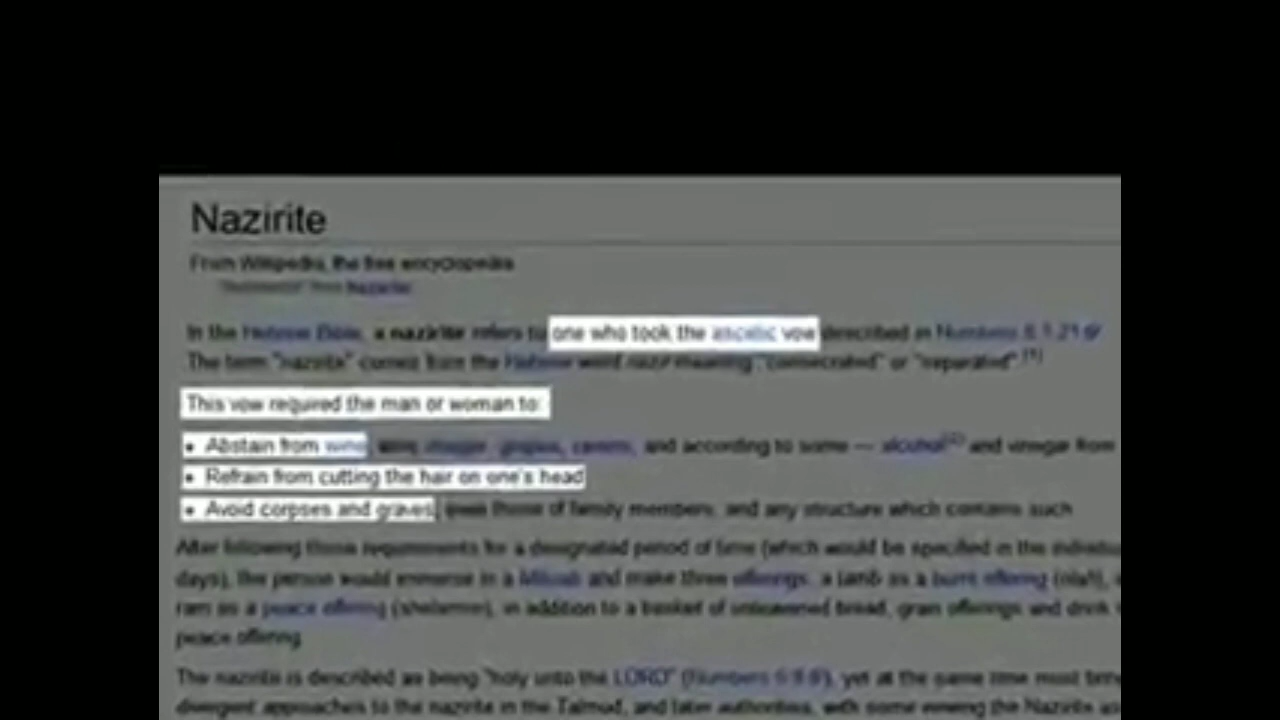 Nazirite
From Wikipedia, the free encyclopedia
In the Hebrew Bible, a nazirite refers to one who took the ascetic vow described in Numbers 6:1-21
The term "nazirite" comes from the Hebrew word nazir meaning "consecrated" or "separated".[1]
This vow required the man or woman to:
• Abstain from wine, wine vinegar, grapes, raisins, and according to some — alcohol[2] and vinegar from
• Refrain from cutting the hair on one's head
• Avoid corpses and graves, even those of family members, and any structure which contains such
After following these requirements for a designated period of time (which would be specified in the
days), the person would immerse in a Mikvah and make three offerings: a lamb as a burnt offering (olah),
ram as a peace offering (shelamim), in addition to a basket of unleavened bread, grain offerings and drink
peace offering.
The nazirite is described as being "holy unto the LORD" (Numbers 6:8), yet at the same time must
divergent approaches to the nazirite in the Talmud, and later authorities, with some viewing the Nazirite as